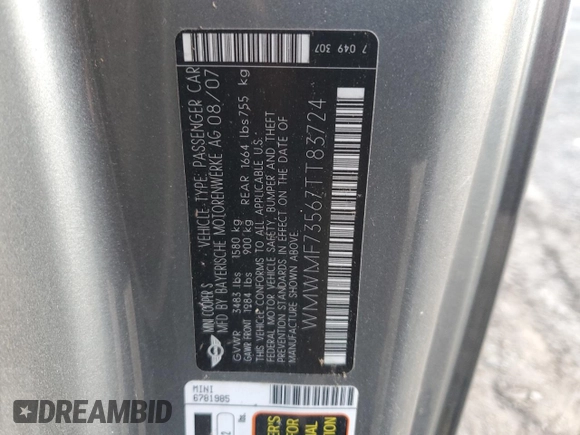 7 049 307
VEHICLE-TYPE: PASSENGER CAR
MINI COOPER S
MFD BY BAYERISCHE MOTORENWERKE AG 08/07
GVWR 3483 lbs 1580 kg
GAWR FRONT 1984 lbs 900 kg REAR 1664 lbs 755 kg
THIS VEHICLE CONFORMS TO ALL APPLICABLE U.S.
FEDERAL MOTOR VEHICLE SAFETY, BUMPER AND THEFT
PREVENTION STANDARDS IN EFFECT ON THE DATE OF
MANUFACTURE SHOWN ABOVE.
WMWMF73567TT83724
MINI
6781985
DREAMBID